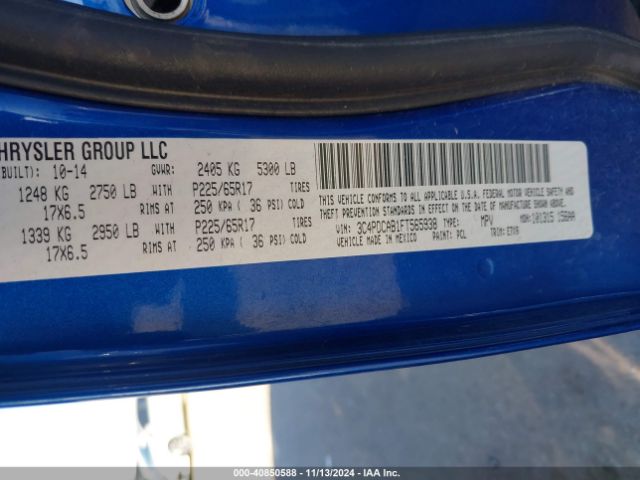 HRYSLER GROUP LLC
(BUILT): 10-14 GVWR: 2405 KG 5300 LB
1248 KG 2750 LB WITH P225/65R17 TIRES
17X6.5 RIMS AT 250 KPA ( 36 PSI) COLD
1339 KG 2950 LB WITH P225/65R17 TIRES
17X6.5 RIMS AT 250 KPA ( 36 PSI) COLD
THIS VEHICLE CONFORMS TO ALL APPLICABLE U.S.A. FEDERAL MOTOR VEHICLE SAFETY AND
THEFT PREVENTION STANDARDS IN EFFECT ON THE DATE OF MANUFACTURE SHOWN ABOVE.
VIN: 3C4PDCAB1FT565938 MPV MDH: 101315 156AA
VEHICLE MADE IN MEXICO PAINT: PCL TRIM:
000-40850588 - 11/13/2024 - IAA Inc.